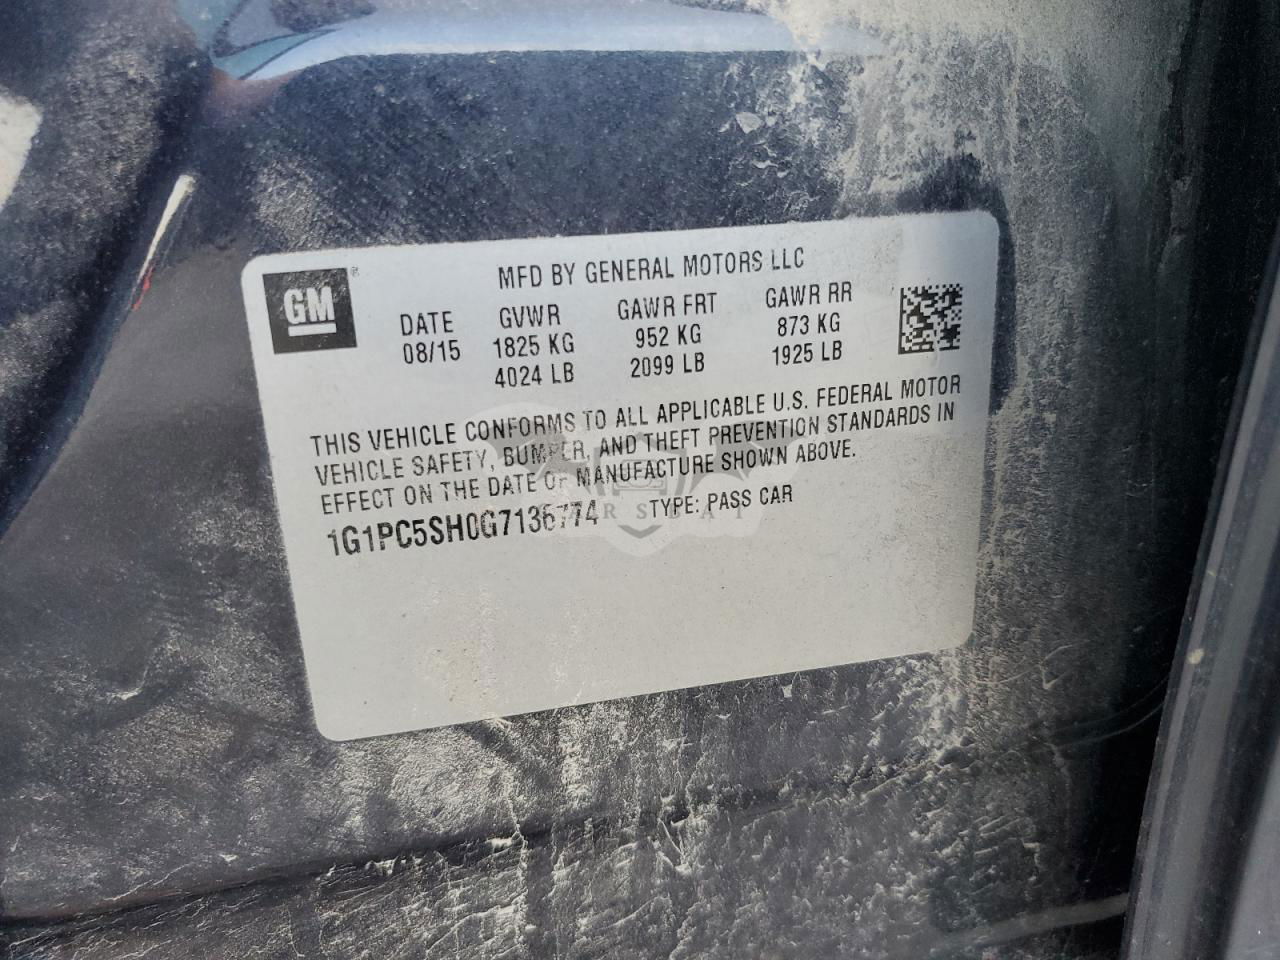 GM
MFD BY GENERAL MOTORS LLC
DATE GVWR GAWR FRT GAWR RR
08/15 1825 KG 952 KG 873 KG
4024 LB 2099 LB 1925 LB
THIS VEHICLE CONFORMS TO ALL APPLICABLE U.S. FEDERAL MOTOR
VEHICLE SAFETY, BUMPER, AND THEFT PREVENTION STANDARDS IN
EFFECT ON THE DATE OF MANUFACTURE SHOWN ABOVE.
1G1PC5SH0G7136774 TYPE: PASS CAR